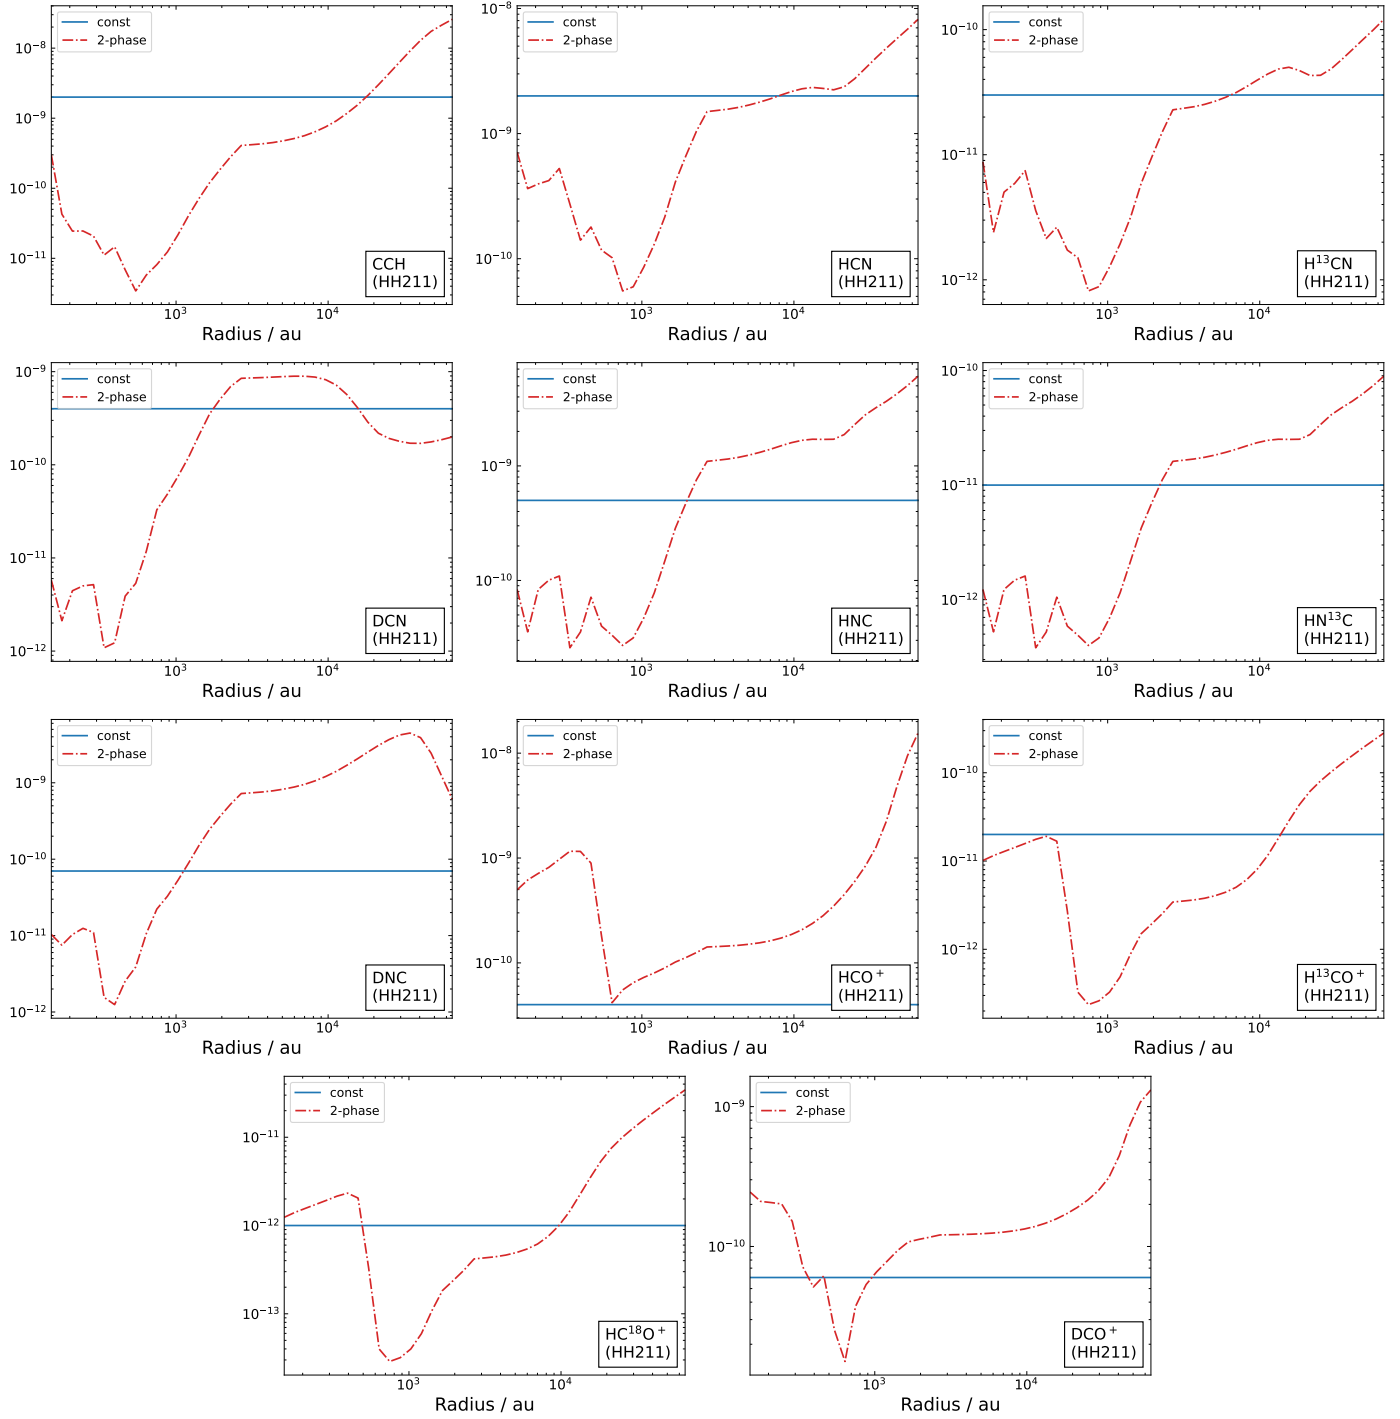 const
2-phase
10⁻⁸
10⁻⁹
10⁻¹⁰
10⁻¹¹
CCH
(HH211)
10³ 10⁴
Radius / au
const
2-phase
10⁻⁸
10⁻⁹
10⁻¹⁰
HCN
(HH211)
10³ 10⁴
Radius / au
const
2-phase
10⁻¹⁰
10⁻¹¹
10⁻¹²
H¹³CN
(HH211)
10³ 10⁴
Radius / au
const
2-phase
10⁻⁹
10⁻¹⁰
10⁻¹¹
10⁻¹²
DCN
(HH211)
10³ 10⁴
Radius / au
const
2-phase
10⁻⁹
10⁻¹⁰
HNC
(HH211)
10³ 10⁴
Radius / au
const
2-phase
10⁻¹⁰
10⁻¹¹
10⁻¹²
HN¹³C
(HH211)
10³ 10⁴
Radius / au
const
2-phase
10⁻⁹
10⁻¹⁰
10⁻¹¹
10⁻¹²
DNC
(HH211)
10³ 10⁴
Radius / au
const
2-phase
10⁻⁸
10⁻⁹
10⁻¹⁰
HCO⁺
(HH211)
10³ 10⁴
Radius / au
const
2-phase
10⁻¹⁰
10⁻¹¹
10⁻¹²
H¹³CO⁺
(HH211)
10³ 10⁴
Radius / au
const
2-phase
10⁻¹¹
10⁻¹²
10⁻¹³
HC¹⁸O⁺
(HH211)
10³ 10⁴
Radius / au
const
2-phase
10⁻⁹
10⁻¹⁰
DCO⁺
(HH211)
10³ 10⁴
Radius / au